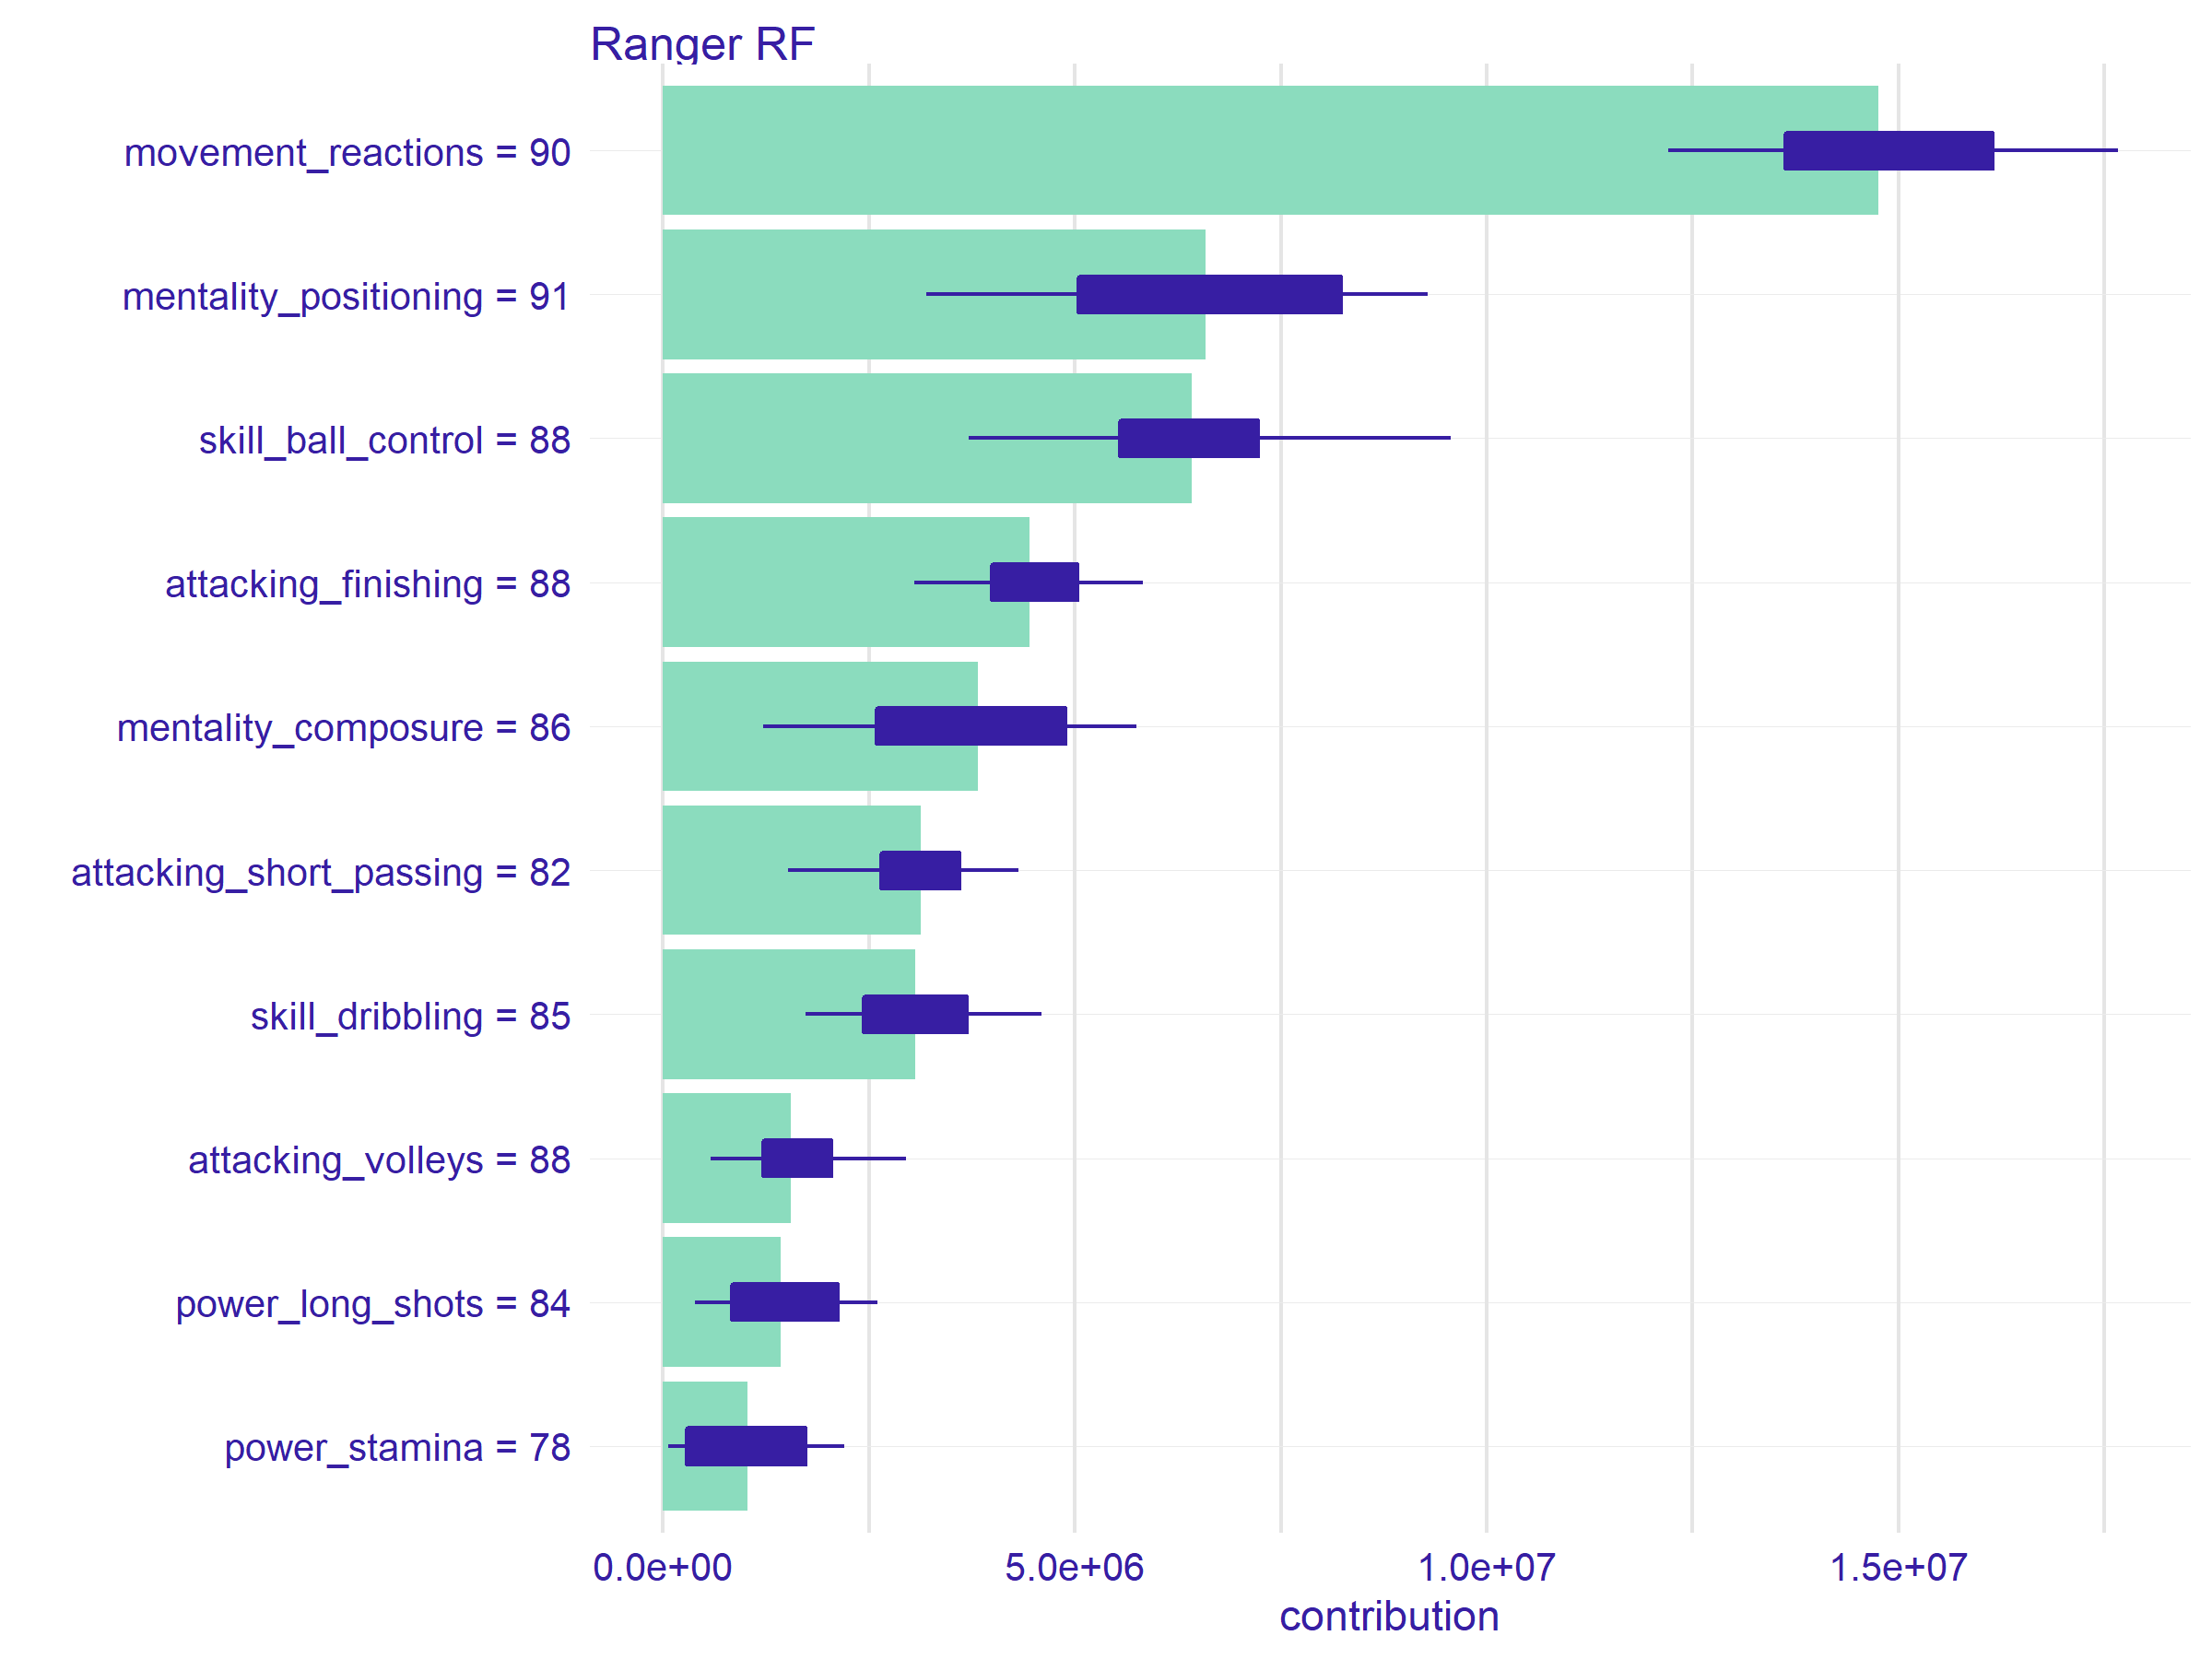 Ranger RF
movement_reactions = 90
mentality_positioning = 91
skill_ball_control = 88
attacking_finishing = 88
mentality_composure = 86
attacking_short_passing = 82
skill_dribbling = 85
attacking_volleys = 88
power_long_shots = 84
power_stamina = 78
0.0e+00 5.0e+06 1.0e+07 1.5e+07
contribution